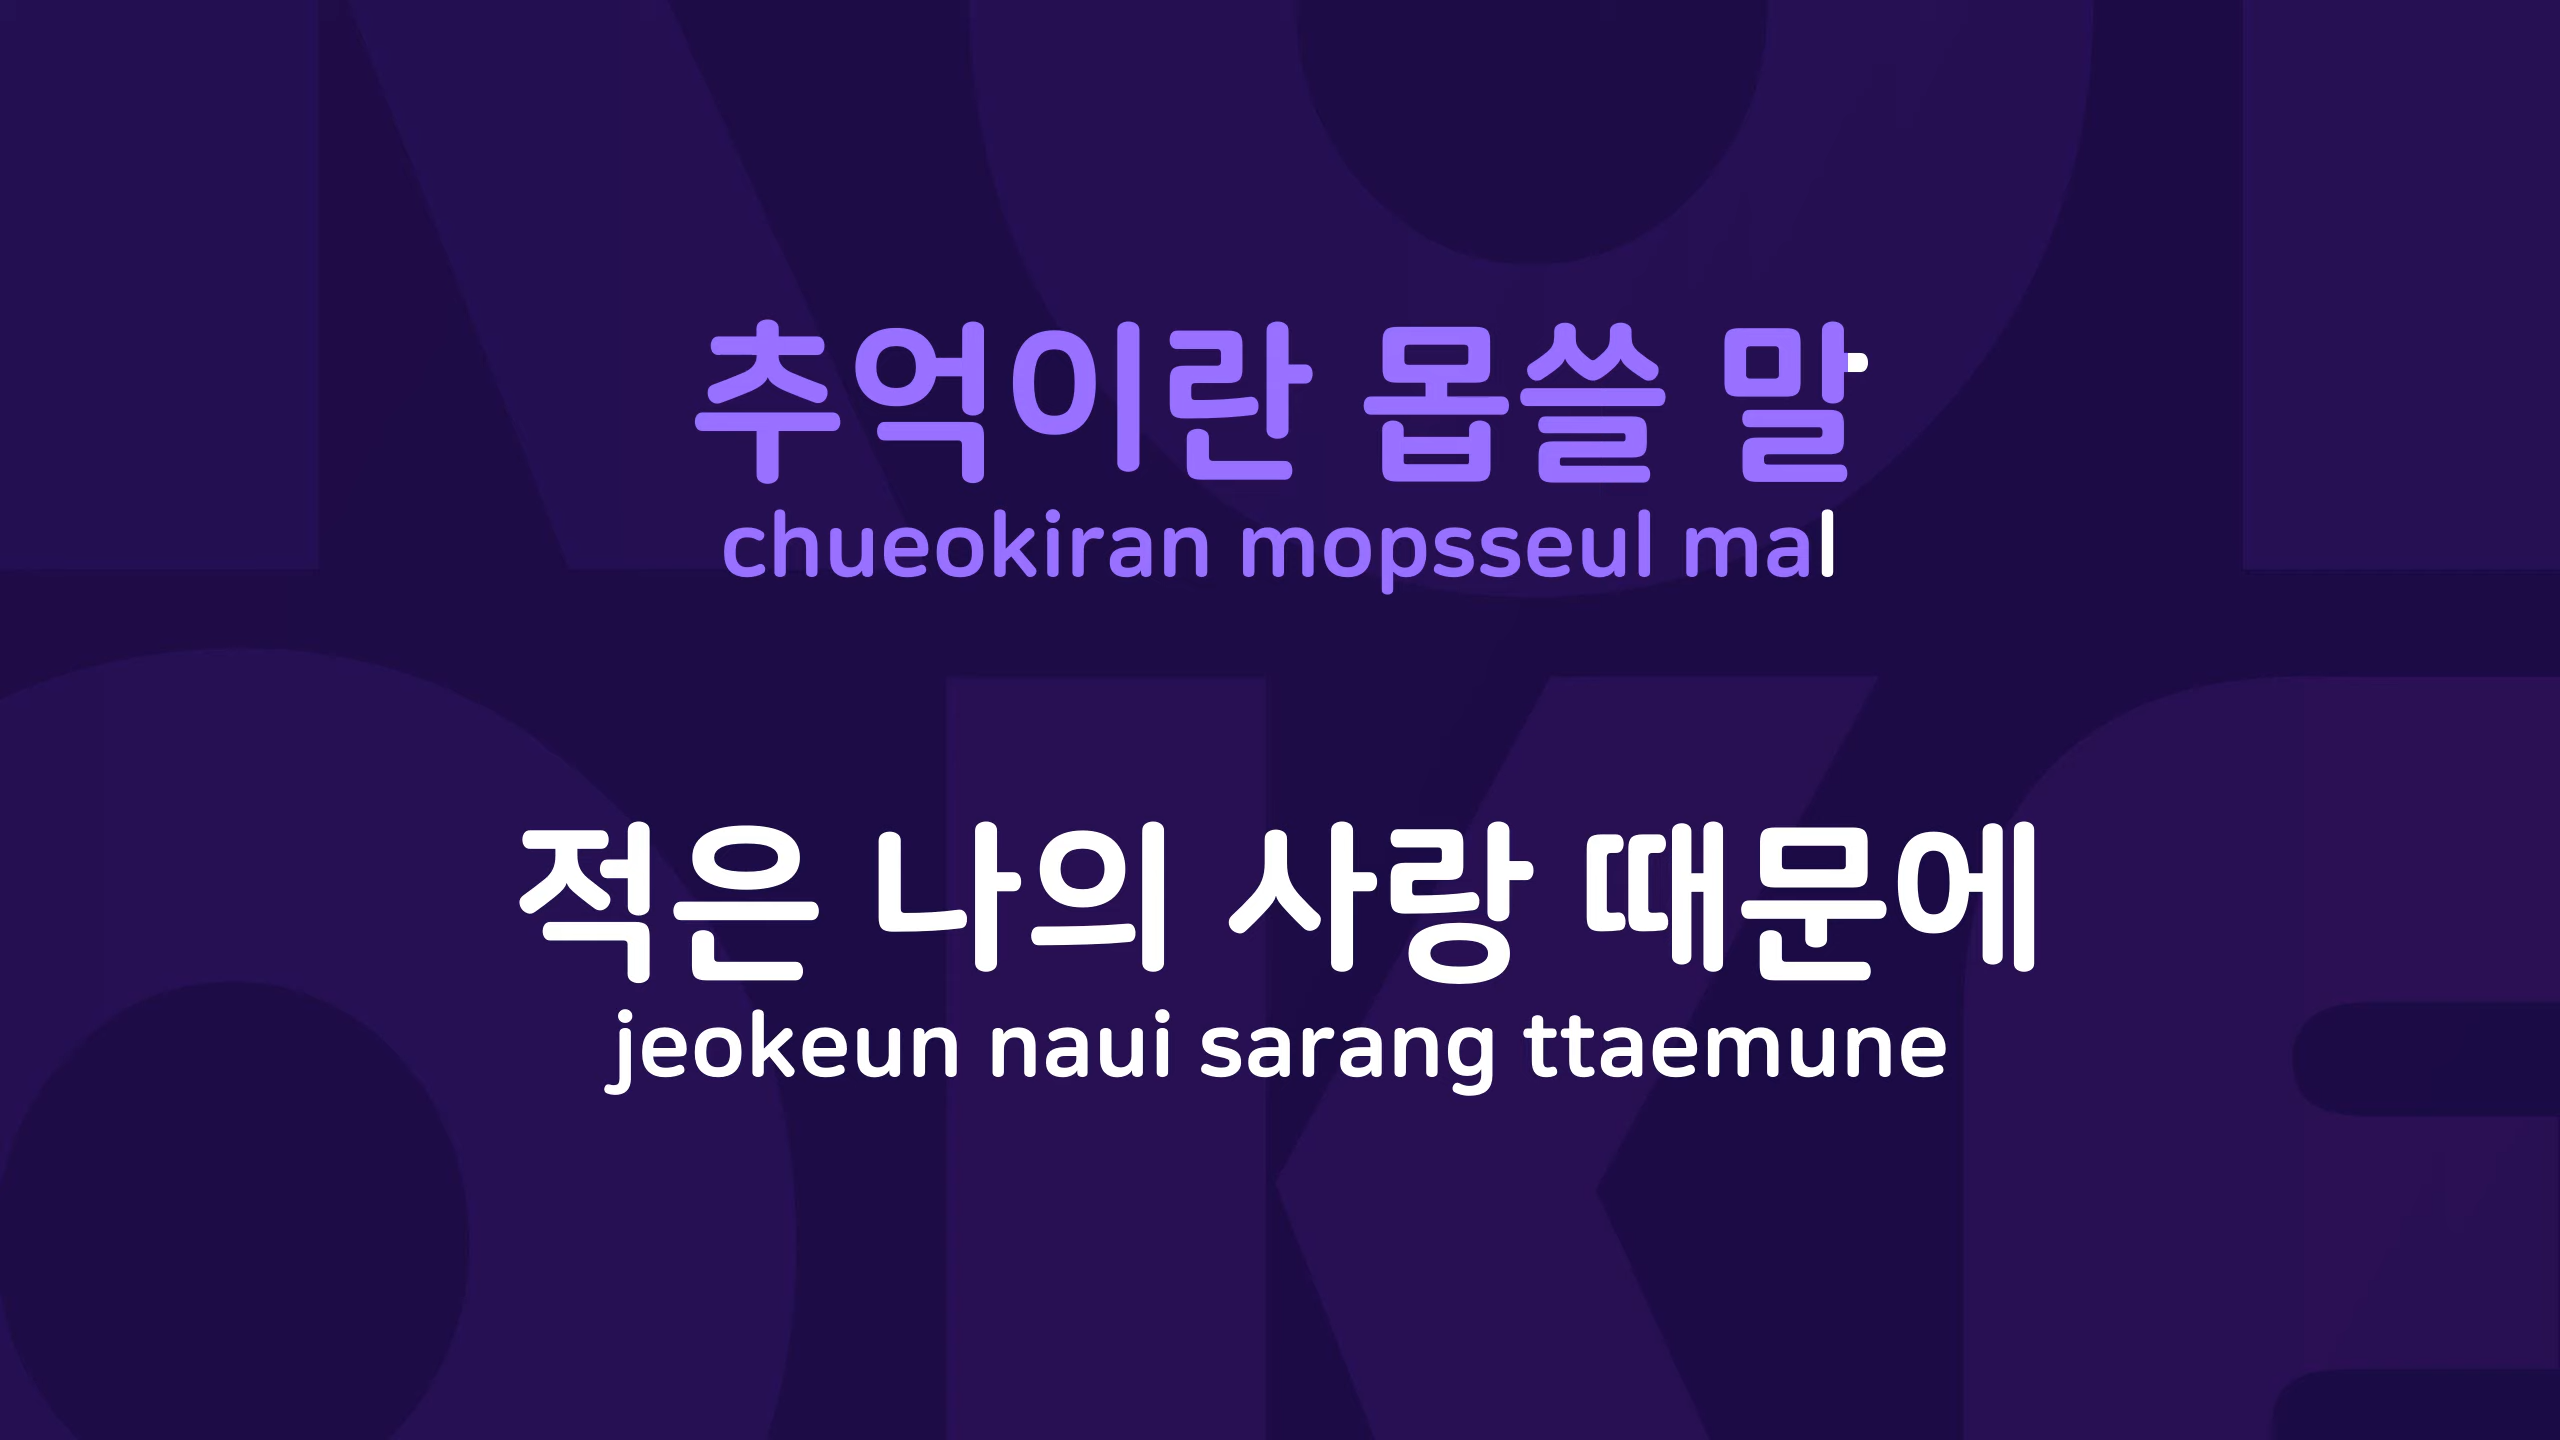 추억이란 몹쓸 말
chueokiran mopsseul mal
적은 나의 사랑 때문에
jeokeun naui sarang ttaemune